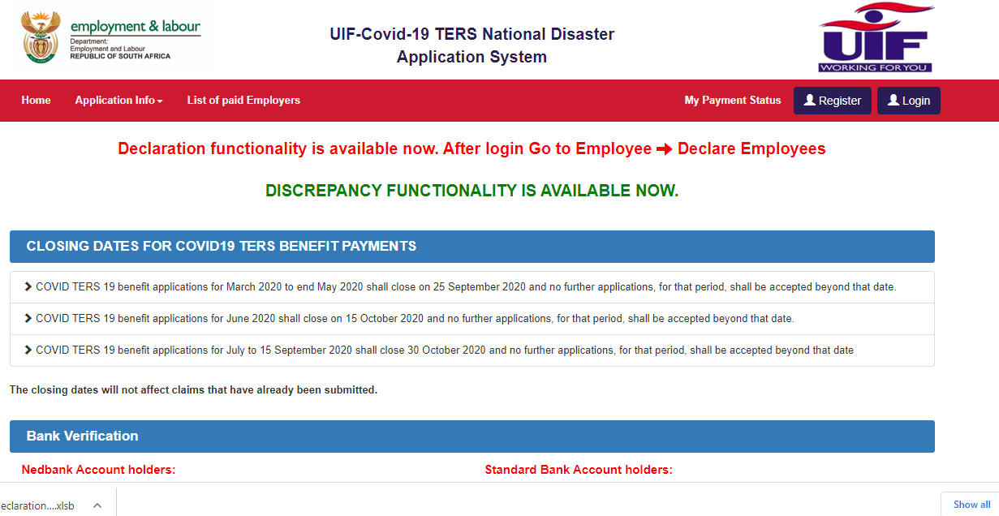 employment & labour
Department:
Employment and Labour
REPUBLIC OF SOUTH AFRICA
UIF-Covid-19 TERS National Disaster
Application System
UIF
WORKING FOR YOU
Home Application Info List of paid Employers My Payment Status Register Login
Declaration functionality is available now. After login Go to Employee ➔ Declare Employees
DISCREPANCY FUNCTIONALITY IS AVAILABLE NOW.
CLOSING DATES FOR COVID19 TERS BENEFIT PAYMENTS
COVID TERS 19 benefit applications for March 2020 to end May 2020 shall close on 25 September 2020 and no further applications, for that period, shall be accepted beyond that date.
COVID TERS 19 benefit applications for June 2020 shall close on 15 October 2020 and no further applications, for that period, shall be accepted beyond that date.
COVID TERS 19 benefit applications for July to 15 September 2020 shall close 30 October 2020 and no further applications, for that period, shall be accepted beyond that date
The closing dates will not affect claims that have already been submitted.
Bank Verification
Nedbank Account holders: Standard Bank Account holders:
eclaration....xlsb Show all